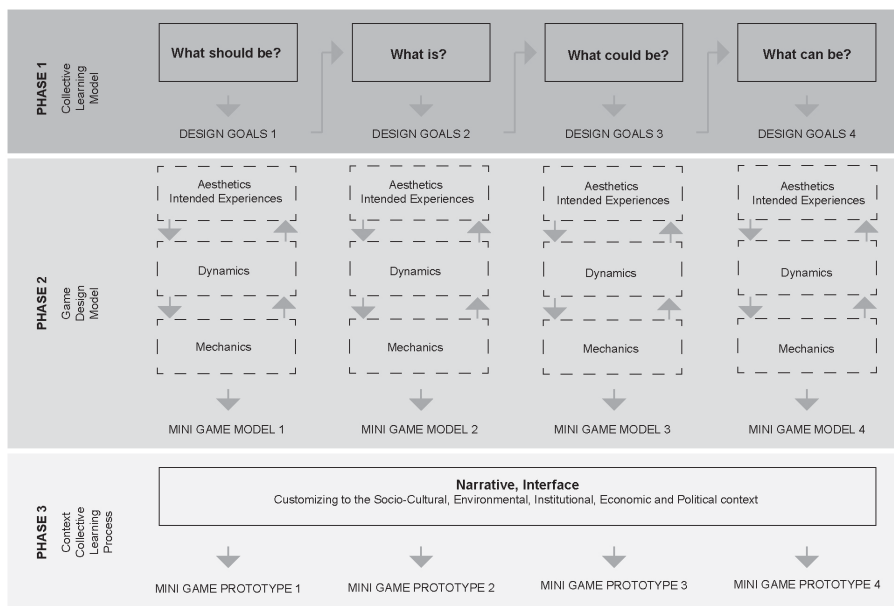 PHASE 1
Collective
Learning
Model
What should be?
What is?
What could be?
What can be?
DESIGN GOALS 1
DESIGN GOALS 2
DESIGN GOALS 3
DESIGN GOALS 4
PHASE 2
Game
Design
Model
Aesthetics
Intended Experiences
Aesthetics
Intended Experiences
Aesthetics
Intended Experiences
Aesthetics
Intended Experiences
Dynamics
Dynamics
Dynamics
Dynamics
Mechanics
Mechanics
Mechanics
Mechanics
MINI GAME MODEL 1
MINI GAME MODEL 2
MINI GAME MODEL 3
MINI GAME MODEL 4
PHASE 3
Context
Collective
Learning
Process
Narrative, Interface
Customizing to the Socio-Cultural, Environmental, Institutional, Economic and Political context
MINI GAME PROTOTYPE 1
MINI GAME PROTOTYPE 2
MINI GAME PROTOTYPE 3
MINI GAME PROTOTYPE 4